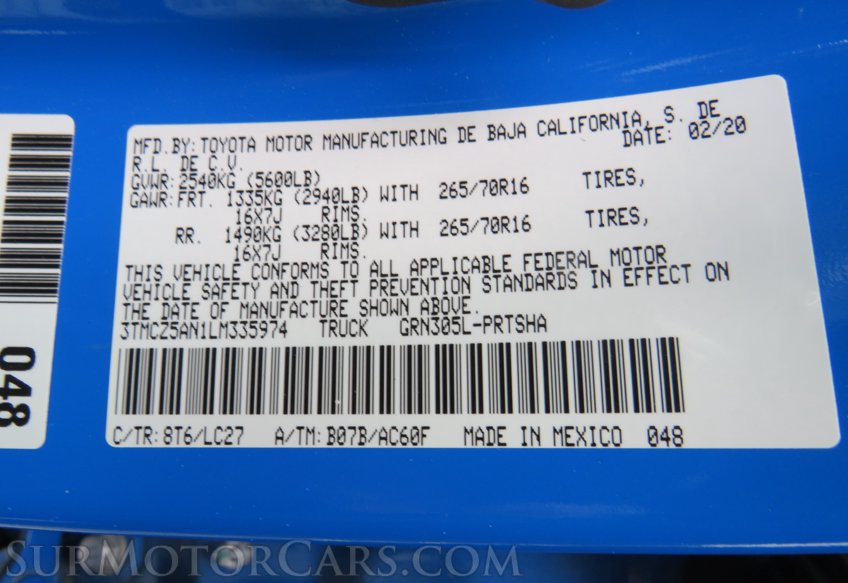 MFD. BY: TOYOTA MOTOR MANUFACTURING DE BAJA CALIFORNIA, S. DE
R.L. DE C.V. DATE: 02/20
GVWR: 2540KG (5600LB)
GAWR: FRT. 1335KG (2940LB) WITH 265/70R16 TIRES,
16X7J RIMS.
RR. 1490KG (3280LB) WITH 265/70R16 TIRES,
16X7J RIMS.
THIS VEHICLE CONFORMS TO ALL APPLICABLE FEDERAL MOTOR
VEHICLE SAFETY AND THEFT PREVENTION STANDARDS IN EFFECT ON
THE DATE OF MANUFACTURE SHOWN ABOVE.
3TMCZ5AN1LM335974 TRUCK GRN305L-PRTSHA
C/TR: 8T6/LC27 A/TM: B07B/AC60F MADE IN MEXICO 048
048
SurMotorCars.com